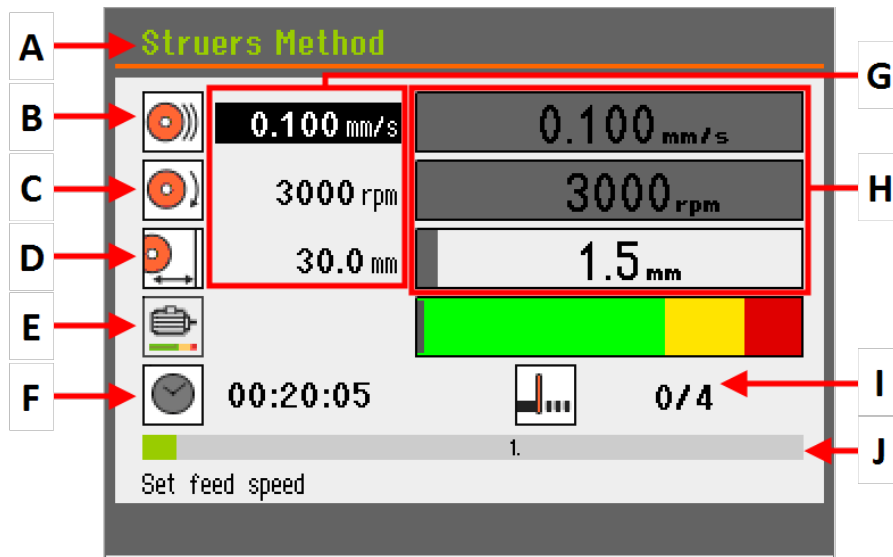 A Struers Method
G
B 0.100 mm/s 0.100 mm/s
C 3000 rpm 3000 rpm H
D 30.0 mm 1.5 mm
E
F 00:20:05 0/4 I
1. J
Set feed speed